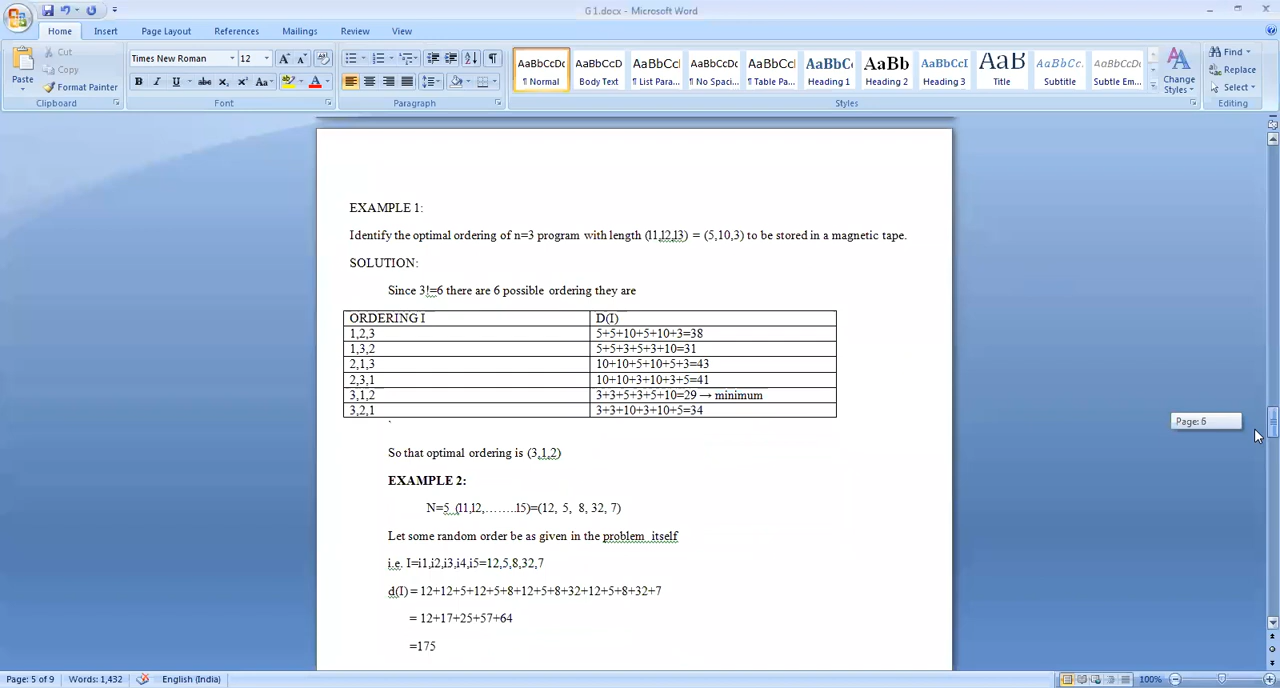 G 1.docx - Microsoft Word
Home Insert Page Layout References Mailings Review View
Paste
Cut
Copy
Format Painter
Clipboard
Times New Roman 12
Font
Paragraph
AaBbCcDc AaBbCcD AaBbCcI AaBbCcDc AaBbCcI AaBbC AaBb AaBbCcI AaB AaBbCc. AaBbCcDc
¶ Normal Body Text ¶ List Para... ¶ No Spaci... ¶ Table Pa... Heading 1 Heading 2 Heading 3 Title Subtitle Subtle Em...
Change Styles
Styles
Find
Replace
Select
Editing
EXAMPLE 1:
Identify the optimal ordering of n=3 program with length (l1,l2,l3) = (5,10,3) to be stored in a magnetic tape.
SOLUTION:
Since 3!=6 there are 6 possible ordering they are
ORDERING I D(I)
1,2,3 5+5+10+5+10+3=38
1,3,2 5+5+3+5+3+10=31
2,1,3 10+10+5+10+5+3=43
2,3,1 10+10+3+10+3+5=41
3,1,2 3+3+5+3+5+10=29 → minimum
3,2,1 3+3+10+3+10+5=34
`
So that optimal ordering is (3,1,2)
EXAMPLE 2:
N=5 (l1,l2,…….l5)=(12, 5, 8, 32, 7)
Let some random order be as given in the problem itself
i.e. I=i1,i2,i3,i4,i5=12,5,8,32,7
d(I) = 12+12+5+12+5+8+12+5+8+32+12+5+8+32+7
= 12+17+25+57+64
=175
Page: 6
Page: 5 of 9 Words: 1,432 English (India) 100%